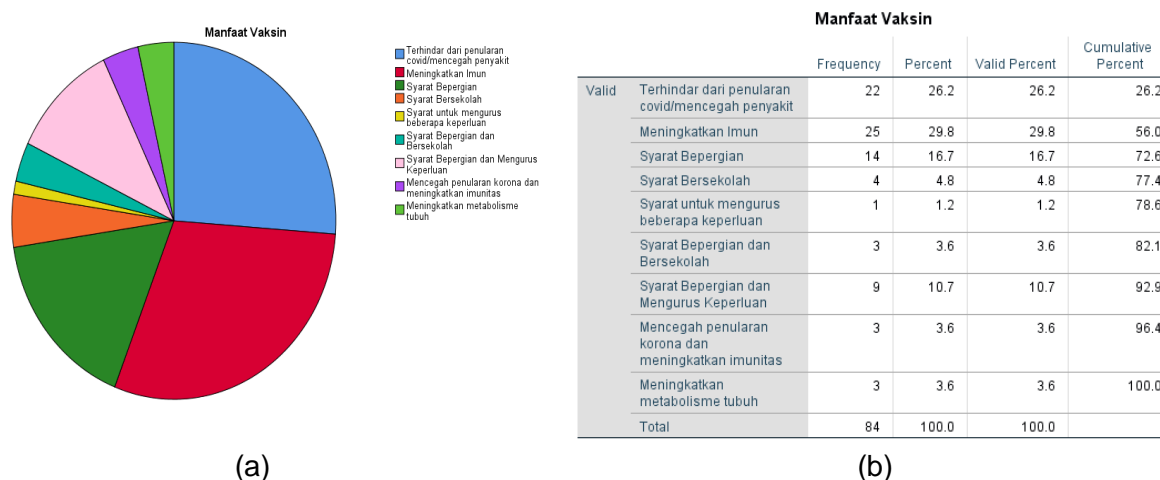 Manfaat Vaksin
Terhindar dari penularan
covid/mencegah penyakit
Meningkatkan Imun
Syarat Bepergian
Syarat Bersekolah
Syarat untuk mengurus
beberapa keperluan
Syarat Bepergian dan
Bersekolah
Syarat Bepergian dan Mengurus
Keperluan
Mencegah penularan korona dan
meningkatkan imunitas
Meningkatkan metabolisme
tubuh
(a)
Manfaat Vaksin
Frequency Percent Valid Percent Cumulative
Percent
Valid Terhindar dari penularan
covid/mencegah penyakit 22 26.2 26.2 26.2
Meningkatkan Imun 25 29.8 29.8 56.0
Syarat Bepergian 14 16.7 16.7 72.6
Syarat Bersekolah 4 4.8 4.8 77.4
Syarat untuk mengurus
beberapa keperluan 1 1.2 1.2 78.6
Syarat Bepergian dan
Bersekolah 3 3.6 3.6 82.1
Syarat Bepergian dan
Mengurus Keperluan 9 10.7 10.7 92.9
Mencegah penularan
korona dan
meningkatkan imunitas 3 3.6 3.6 96.4
Meningkatkan
metabolisme tubuh 3 3.6 3.6 100.0
Total 84 100.0 100.0
(b)